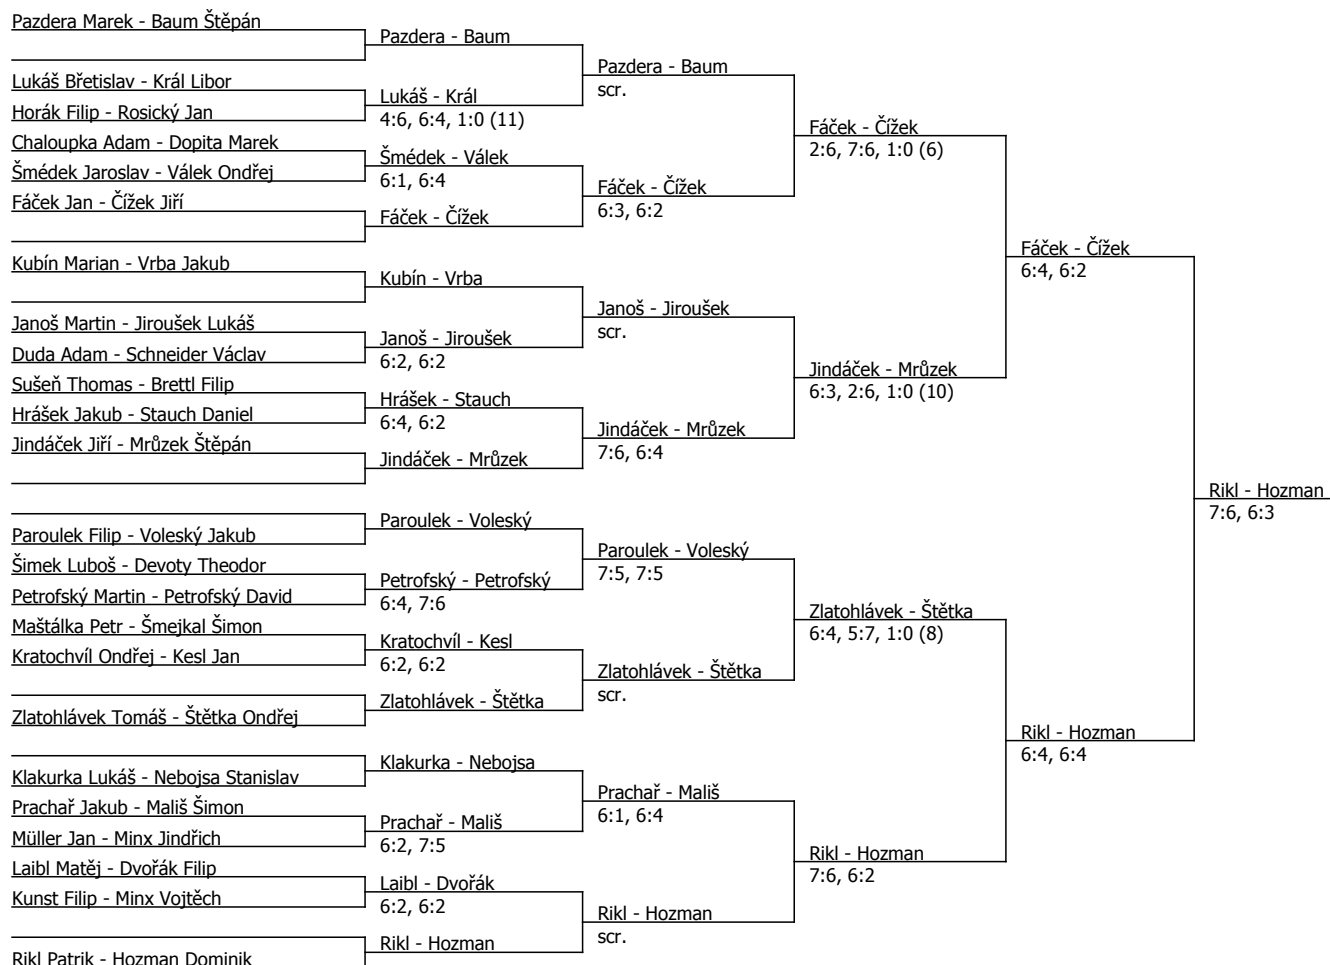 Pazdera Marek - Baum Štěpán
Lukáš Břetislav - Král Libor
Horák Filip - Rosický Jan
Chaloupka Adam - Dopita Marek
Šmédek Jaroslav - Válek Ondřej
Fáček Jan - Čížek Jiří
Kubín Marian - Vrba Jakub
Janoš Martin - Jiroušek Lukáš
Duda Adam - Schneider Václav
Sušeň Thomas - Brettl Filip
Hrášek Jakub - Stauch Daniel
Jindáček Jiří - Mrůzek Štěpán
Paroulek Filip - Voleský Jakub
Šimek Luboš - Devoty Theodor
Petrofský Martin - Petrofský David
Maštálka Petr - Šmejkal Šimon
Kratochvíl Ondřej - Kesl Jan
Zlatohlávek Tomáš - Štětka Ondřej
Klakurka Lukáš - Nebojsa Stanislav
Prachař Jakub - Mališ Šimon
Müller Jan - Minx Jindřich
Laibl Matěj - Dvořák Filip
Kunst Filip - Minx Vojtěch
Rikl Patrik - Hozman Dominik
Pazdera - Baum
Lukáš - Král
4:6, 6:4, 1:0 (11)
Šmédek - Válek
6:1, 6:4
Fáček - Čížek
Kubín - Vrba
Janoš - Jiroušek
6:2, 6:2
Hrášek - Stauch
6:4, 6:2
Jindáček - Mrůzek
Paroulek - Voleský
Petrofský - Petrofský
6:4, 7:6
Kratochvíl - Kesl
6:2, 6:2
Zlatohlávek - Štětka
Klakurka - Nebojsa
Prachař - Mališ
6:2, 7:5
Laibl - Dvořák
6:2, 6:2
Rikl - Hozman
Pazdera - Baum
scr.
Fáček - Čížek
6:3, 6:2
Janoš - Jiroušek
scr.
Jindáček - Mrůzek
7:6, 6:4
Paroulek - Voleský
7:5, 7:5
Zlatohlávek - Štětka
scr.
Prachař - Mališ
6:1, 6:4
Rikl - Hozman
scr.
Fáček - Čížek
2:6, 7:6, 1:0 (6)
Jindáček - Mrůzek
6:3, 2:6, 1:0 (10)
Zlatohlávek - Štětka
6:4, 5:7, 1:0 (8)
Rikl - Hozman
7:6, 6:2
Fáček - Čížek
6:4, 6:2
Rikl - Hozman
6:4, 6:4
Rikl - Hozman
7:6, 6:3